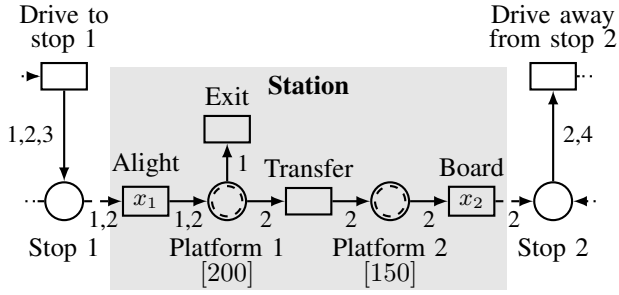 Drive to
stop 1
Drive away
from stop 2
Station
Exit
1,2,3
1
2,4
Alight
Transfer
Board
x₁
x₂
1,2
1,2
2
2
2
2
Stop 1
Platform 1
[200]
Platform 2
[150]
Stop 2